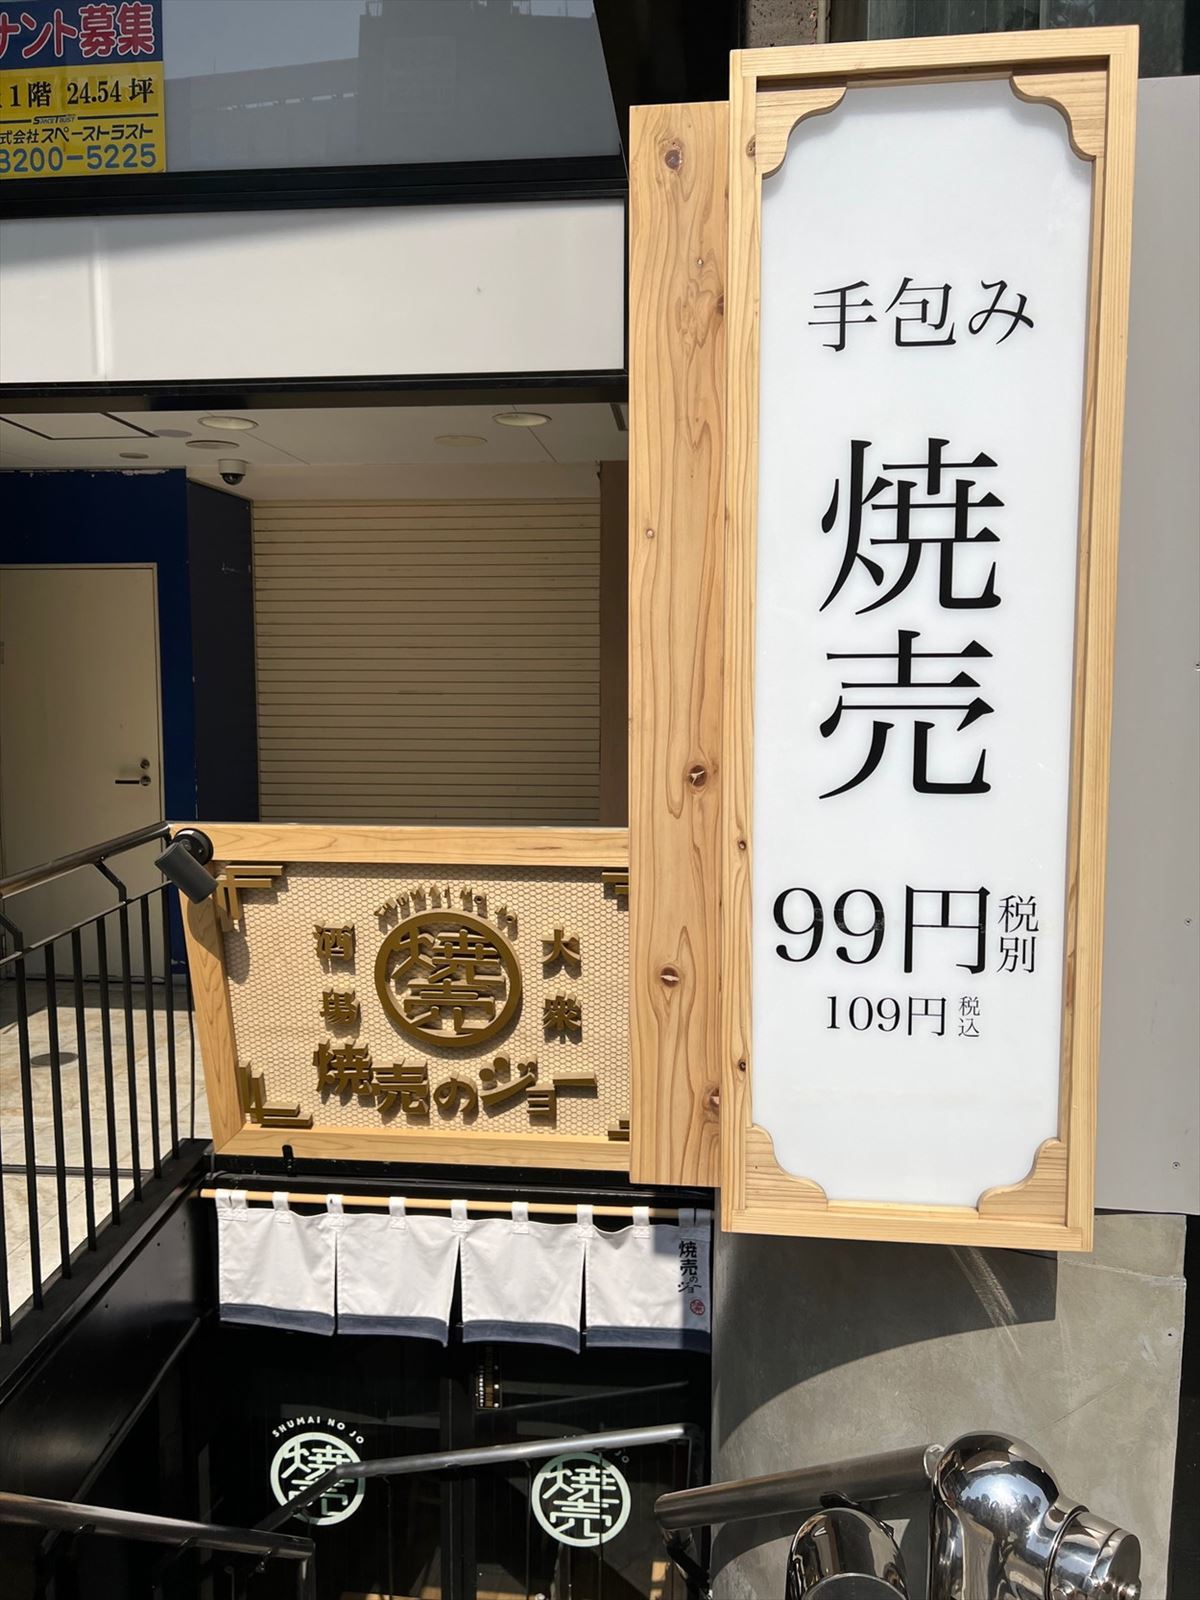 ナント募集
1階 24.54坪
SPACETRUST
式会社スペーストラスト
3200-5225
手包み
焼売
99円税別
109円税込
SHUMAI NO JO
大衆
酒場
焼売
焼売のジョー
焼売のジョー
焼売
SHUMAI NO JO
焼売
焼売